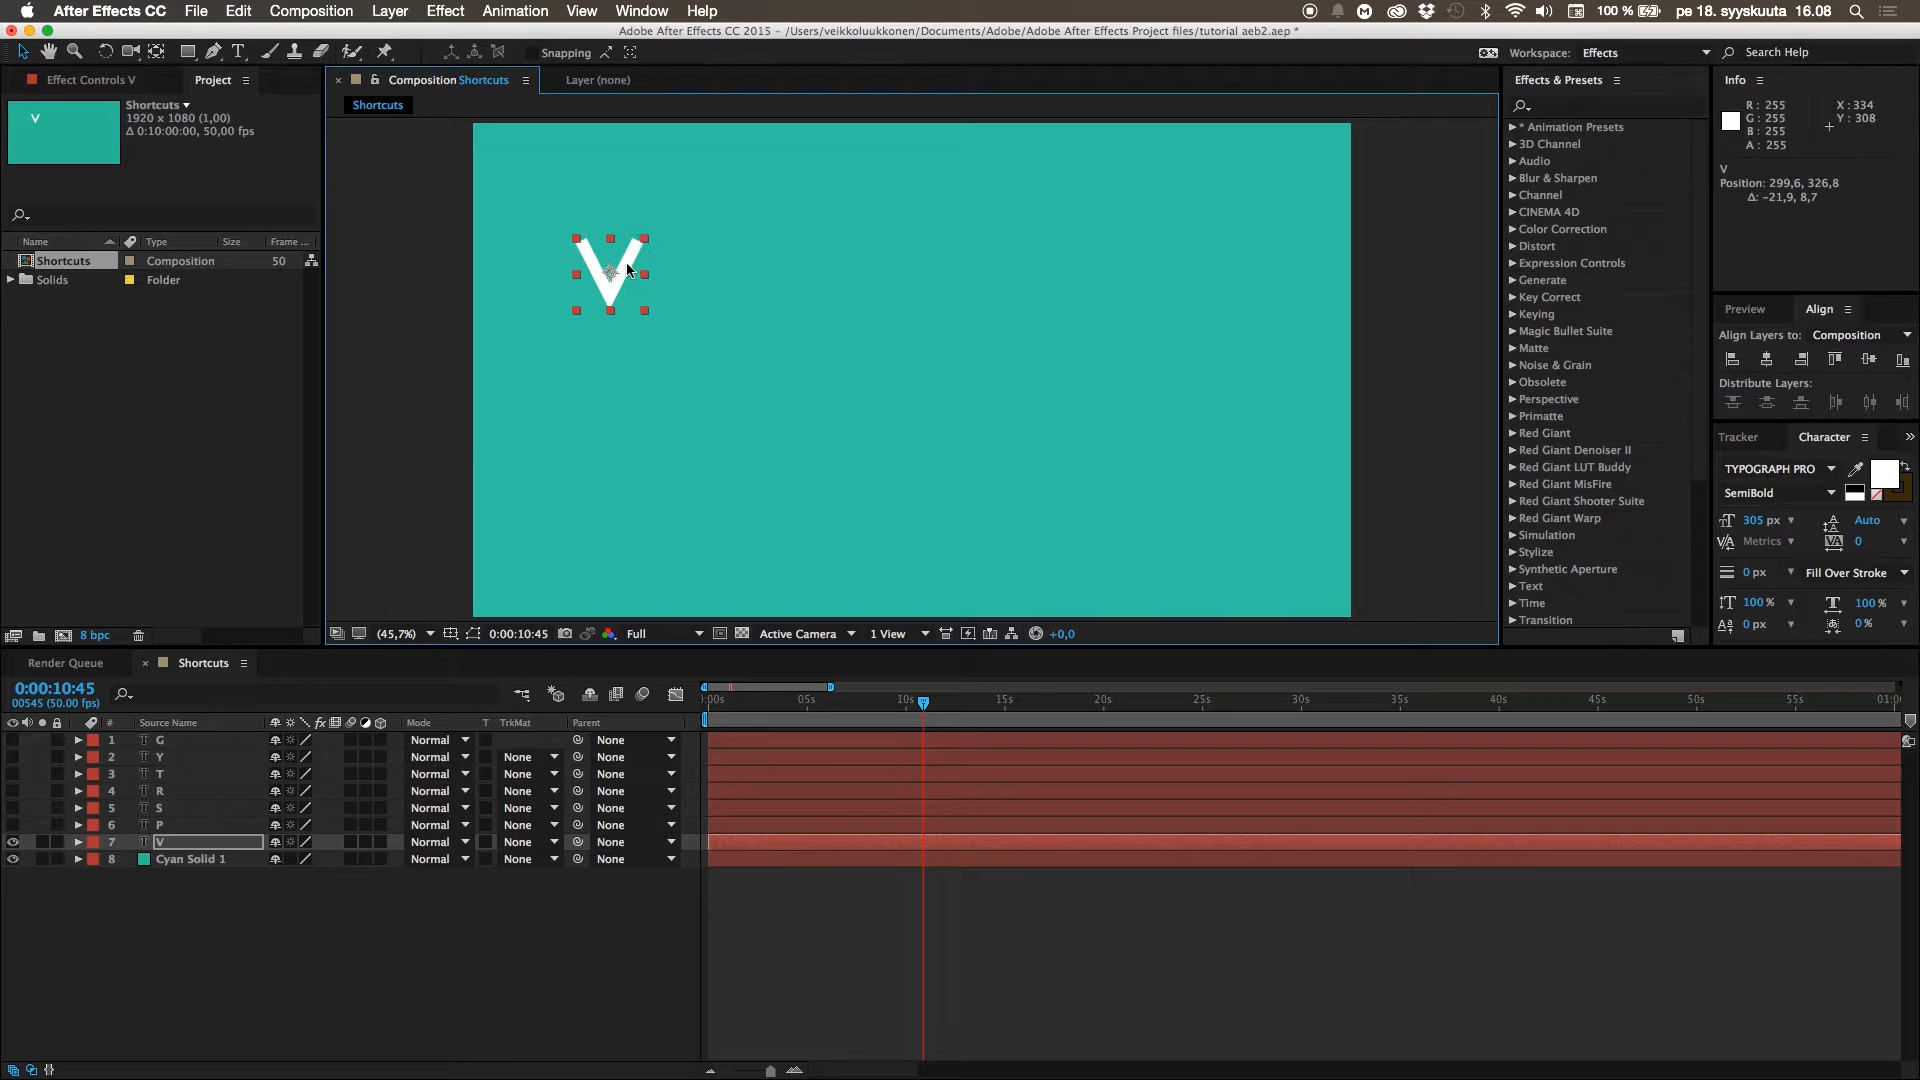 After Effects CC File Edit Composition Layer Effect Animation View Window Help 100 % pe 18. syyskuuta 16.08
Adobe After Effects CC 2015 - /Users/veikkoluukkonen/Documents/Adobe/Adobe After Effects Project files/tutorial aeb2.aep *
Snapping Workspace: Effects Search Help
Effect Controls V Project Composition Shortcuts Layer (none) Effects & Presets Info
Shortcuts
1920 x 1080 (1,00)
Δ 0:10:00:00, 50,00 fps
V
Name Type Size Frame ...
Shortcuts Composition 50
Solids Folder
8 bpc
Shortcuts
V
(45,7%) 0:00:10:45 Full Active Camera 1 View +0,0
* Animation Presets
3D Channel
Audio
Blur & Sharpen
Channel
CINEMA 4D
Color Correction
Distort
Expression Controls
Generate
Key Correct
Keying
Magic Bullet Suite
Matte
Noise & Grain
Obsolete
Perspective
Primatte
Red Giant
Red Giant Denoiser II
Red Giant LUT Buddy
Red Giant MisFire
Red Giant Shooter Suite
Red Giant Warp
Simulation
Stylize
Synthetic Aperture
Text
Time
Transition
R : 255 X : 334
G : 255 Y : 308
B : 255
A : 255
V
Position: 299,6, 326,8
Δ: -21,9, 8,7
Preview Align
Align Layers to: Composition
Distribute Layers:
Tracker Character
TYPOGRAPH PRO
SemiBold
305 px Auto
Metrics 0
0 px Fill Over Stroke
100 % 100 %
0 px 0 %
Render Queue Shortcuts
0:00:10:45
00545 (50.00 fps)
:00s 05s 10s 15s 20s 25s 30s 35s 40s 45s 50s 55s 01:0
# Source Name Mode T TrkMat Parent
1 T G Normal None
2 T Y Normal None None
3 T T Normal None None
4 T R Normal None None
5 T S Normal None None
6 T P Normal None None
7 T V Normal None None
8 Cyan Solid 1 Normal None None